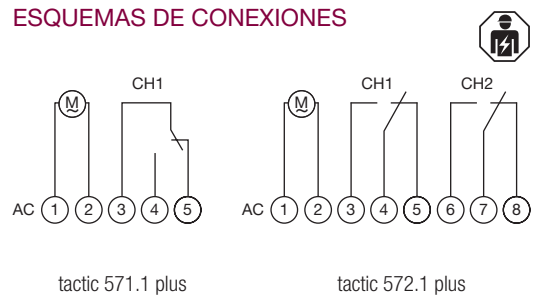 ESQUEMAS DE CONEXIONES
CH1
M
AC 1 2 3 4 5
tactic 571.1 plus
CH1 CH2
M
AC 1 2 3 4 5 6 7 8
tactic 572.1 plus